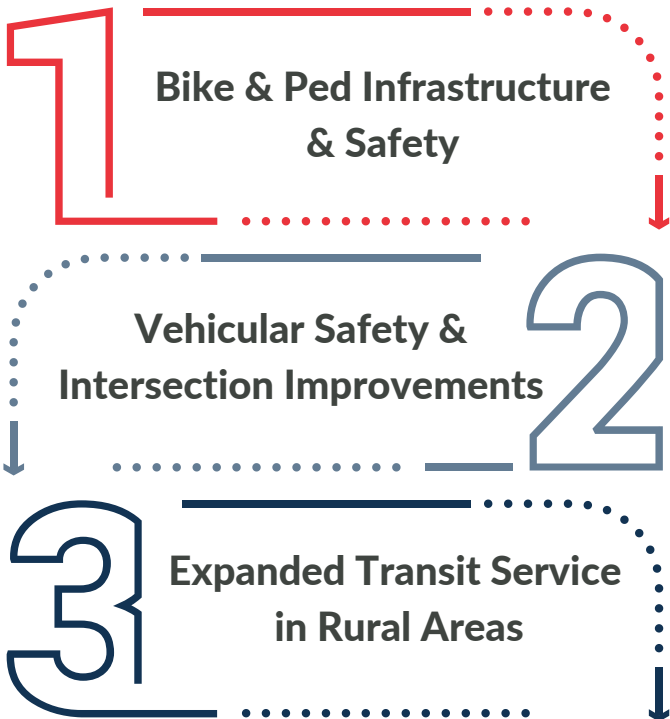 1
Bike & Ped Infrastructure
& Safety
2
Vehicular Safety &
Intersection Improvements
3
Expanded Transit Service
in Rural Areas